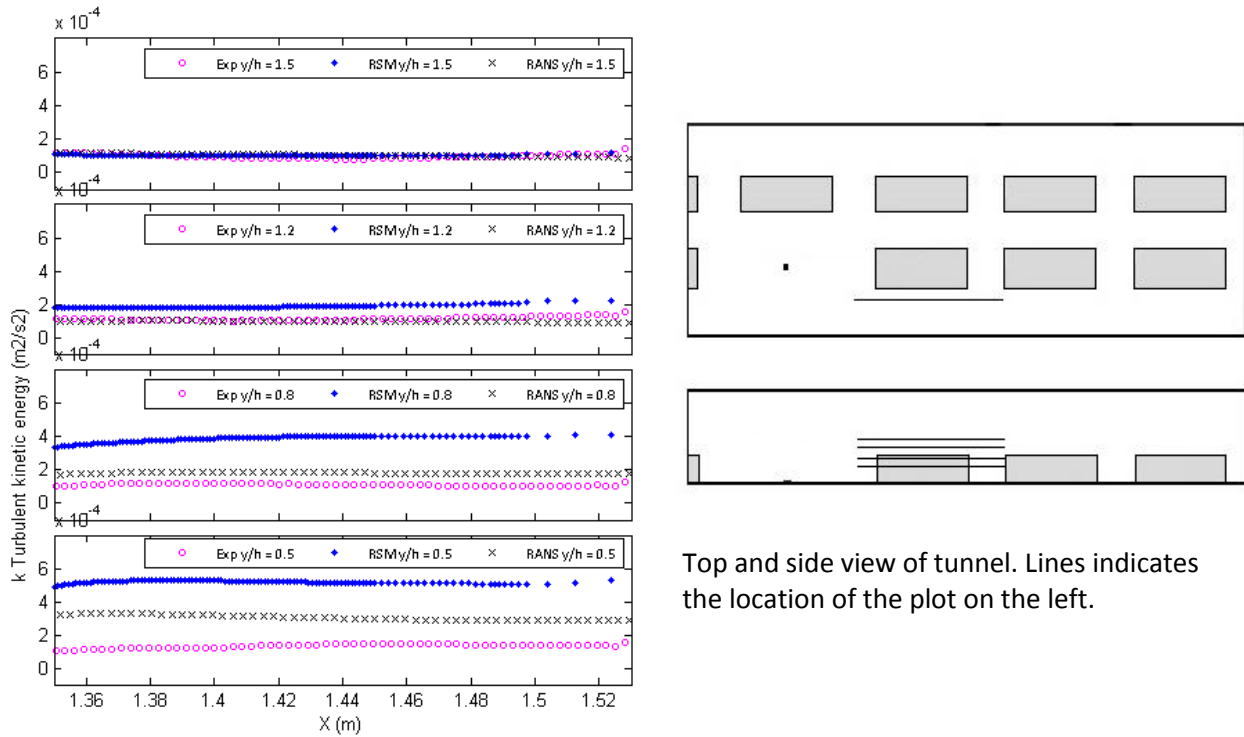 x 10-4
Exp y/h = 1.5 RSM y/h = 1.5 RANS y/h = 1.5
6
4
2
0
x 10-4
Exp y/h = 1.2 RSM y/h = 1.2 RANS y/h = 1.2
6
4
2
0
x 10-4
Exp y/h = 0.8 RSM y/h = 0.8 RANS y/h = 0.8
6
4
2
0
x 10-4
Exp y/h = 0.5 RSM y/h = 0.5 RANS y/h = 0.5
6
4
2
0
1.36 1.38 1.4 1.42 1.44 1.46 1.48 1.5 1.52
X (m)
k Turbulent kinetic energy (m2/s2)
Top and side view of tunnel. Lines indicates
the location of the plot on the left.